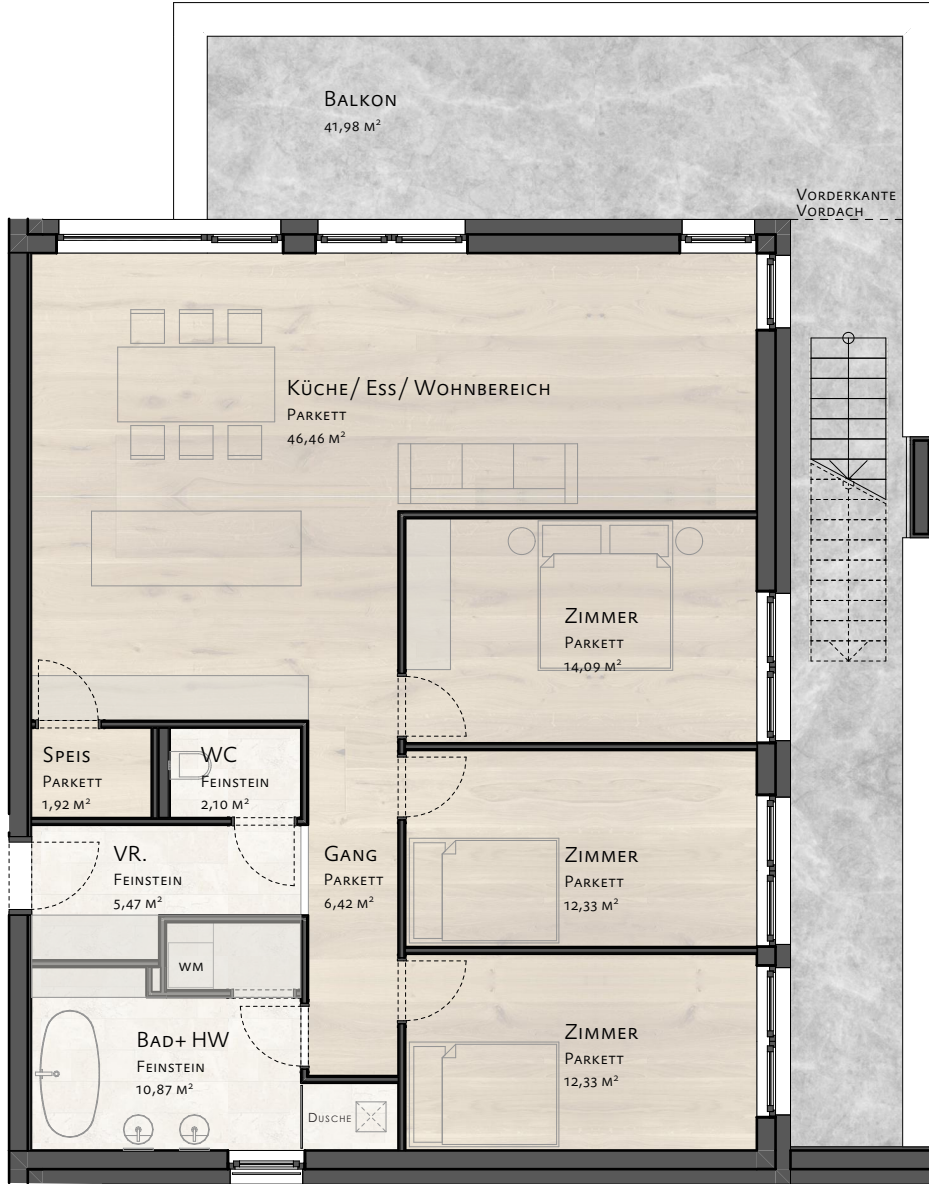 Balkon
41,98 m²
Vorderkante
Vordach
Küche/ Ess/ Wohnbereich
Parkett
46,46 m²
Zimmer
Parkett
14,09 m²
Speis
Parkett
1,92 m²
WC
Feinstein
2,10 m²
VR.
Feinstein
5,47 m²
Gang
Parkett
6,42 m²
Zimmer
Parkett
12,33 m²
WM
Bad+ HW
Feinstein
10,87 m²
Zimmer
Parkett
12,33 m²
Dusche